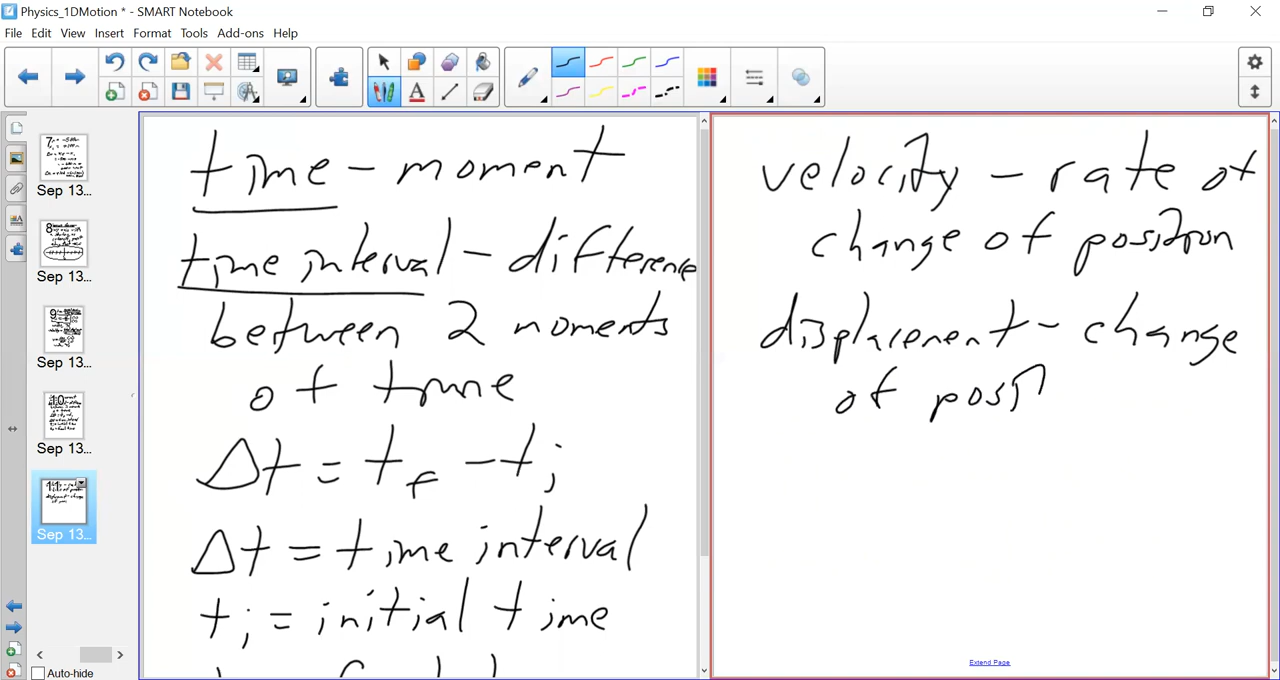 Physics_1DMotion * - SMART Notebook
File Edit View Insert Format Tools Add-ons Help
Sep 13...
Sep 13...
Sep 13...
Sep 13...
Sep 13...
Auto-hide
time - moment
time interval - difference
between 2 moments
of time
Δt = tf - ti
Δt = time interval
ti = initial time
velocity - rate of
change of position
displacement - change
of posi
Extend Page